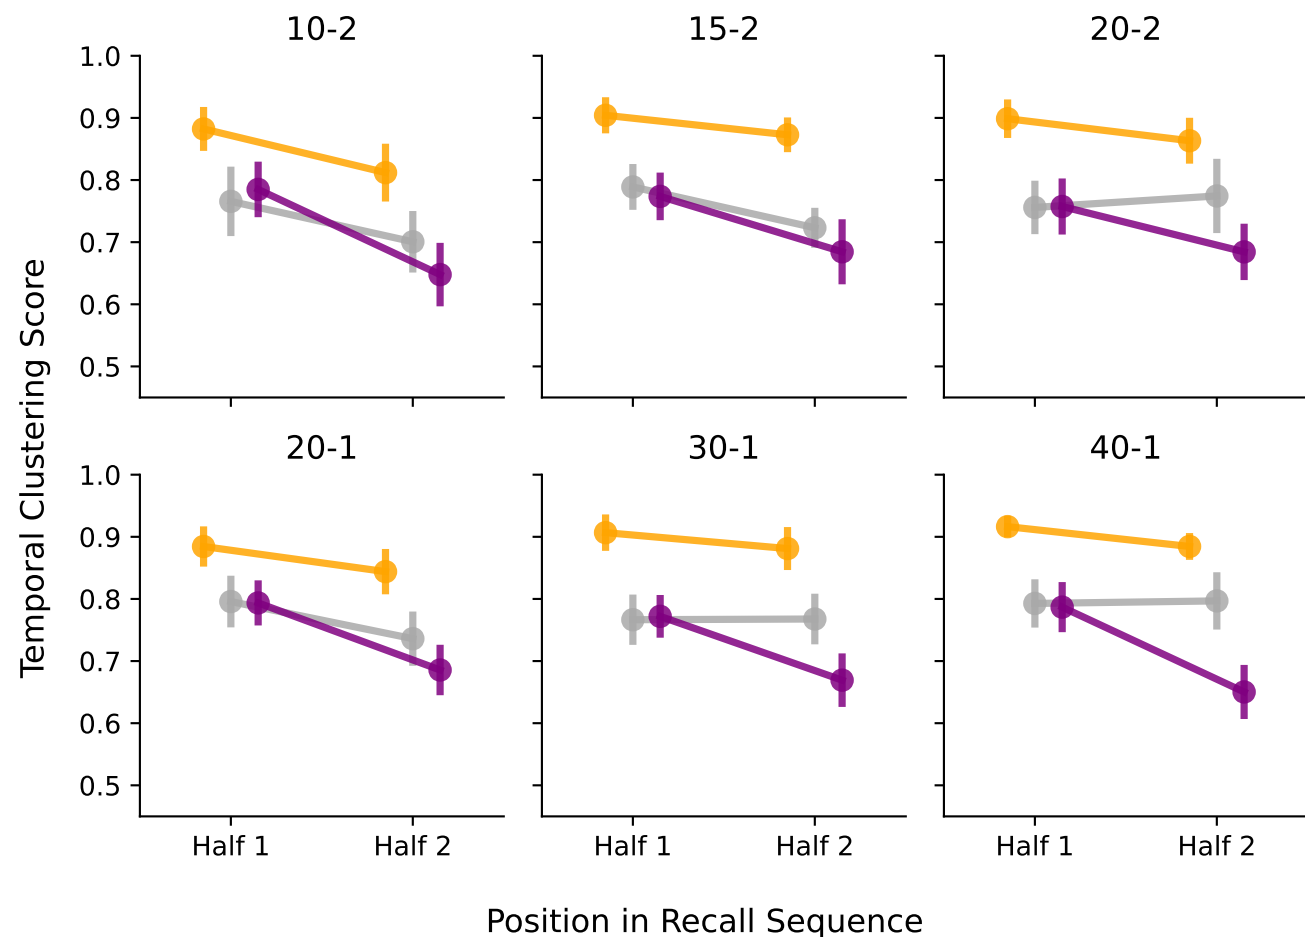 10-2
15-2
20-2
1.0
0.9
0.8
0.7
0.6
0.5
Temporal Clustering Score
20-1
30-1
40-1
1.0
0.9
0.8
0.7
0.6
0.5
Half 1
Half 2
Half 1
Half 2
Half 1
Half 2
Position in Recall Sequence